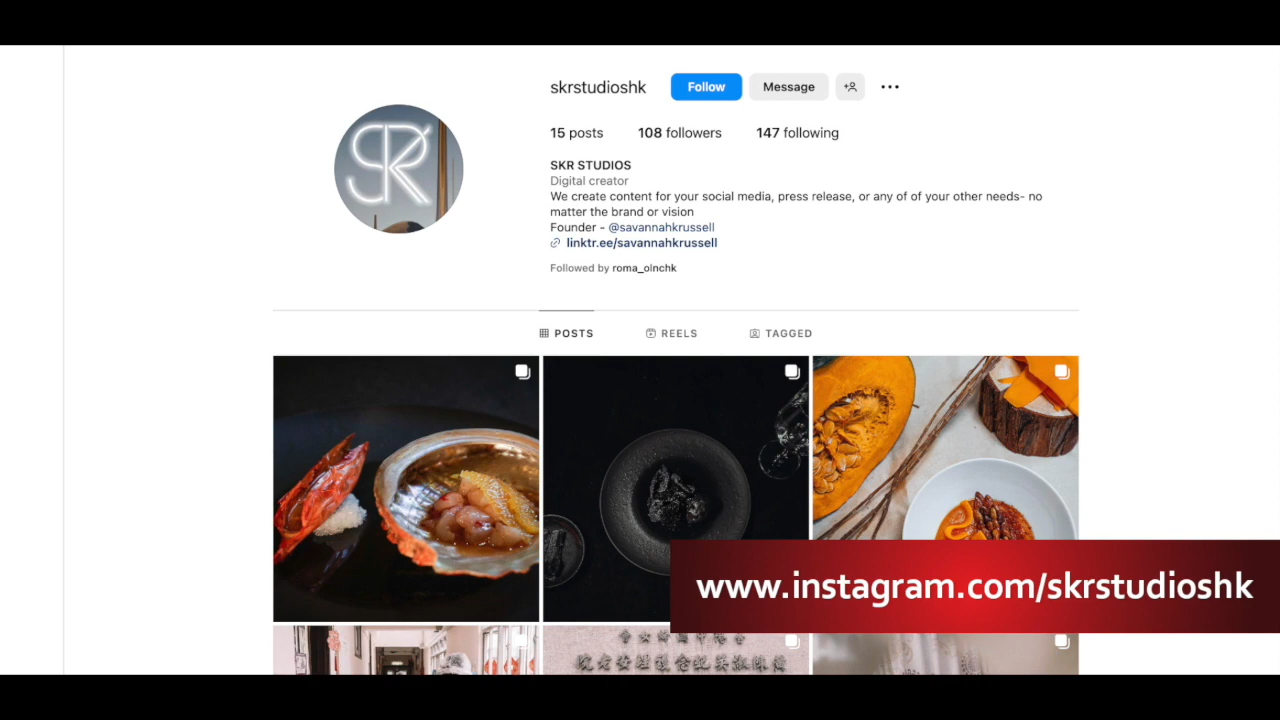 skrstudioshk
Follow
Message
15 posts
108 followers
147 following
SKR STUDIOS
Digital creator
We create content for your social media, press release, or any of of your other needs- no
matter the brand or vision
Founder - @savannahkrussell
linktr.ee/savannahkrussell
Followed by roma_olnchk
POSTS
REELS
TAGGED
SKR
www.instagram.com/skrstudioshk